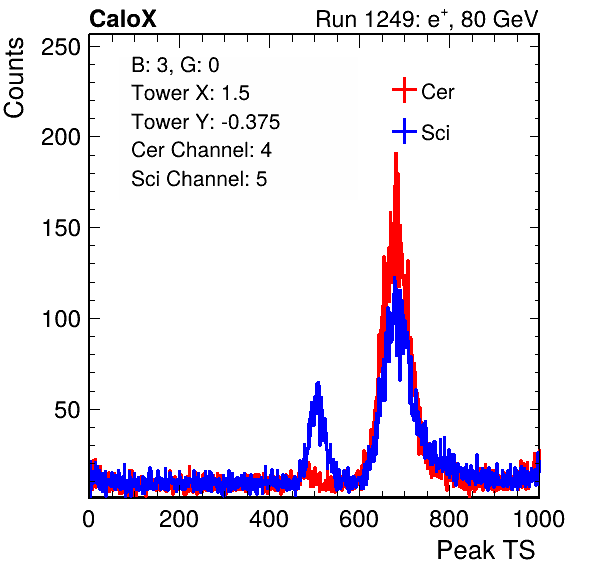 CaloX Run 1249: e+, 80 GeV
Counts
250
200
150
100
50
B: 3, G: 0
Tower X: 1.5
Tower Y: -0.375
Cer Channel: 4
Sci Channel: 5
Cer
Sci
0 200 400 600 800 1000
Peak TS